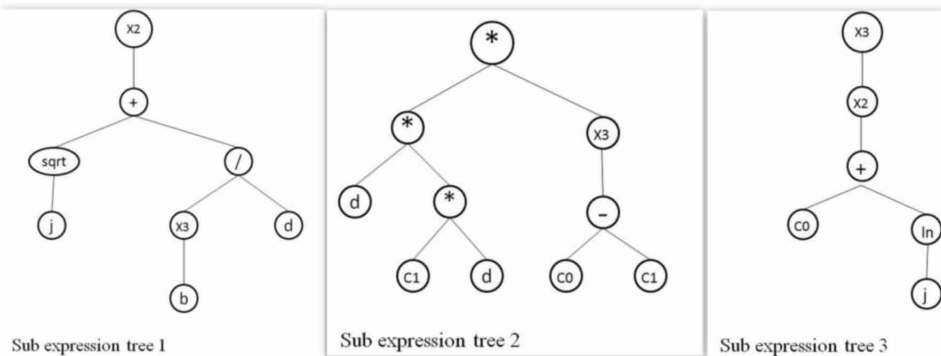 X2
+
sqrt
/
j
X3
d
b
Sub expression tree 1
*
*
X3
d
*
-
C1
d
C0
C1
Sub expression tree 2
X3
X2
+
C0
ln
j
Sub expression tree 3